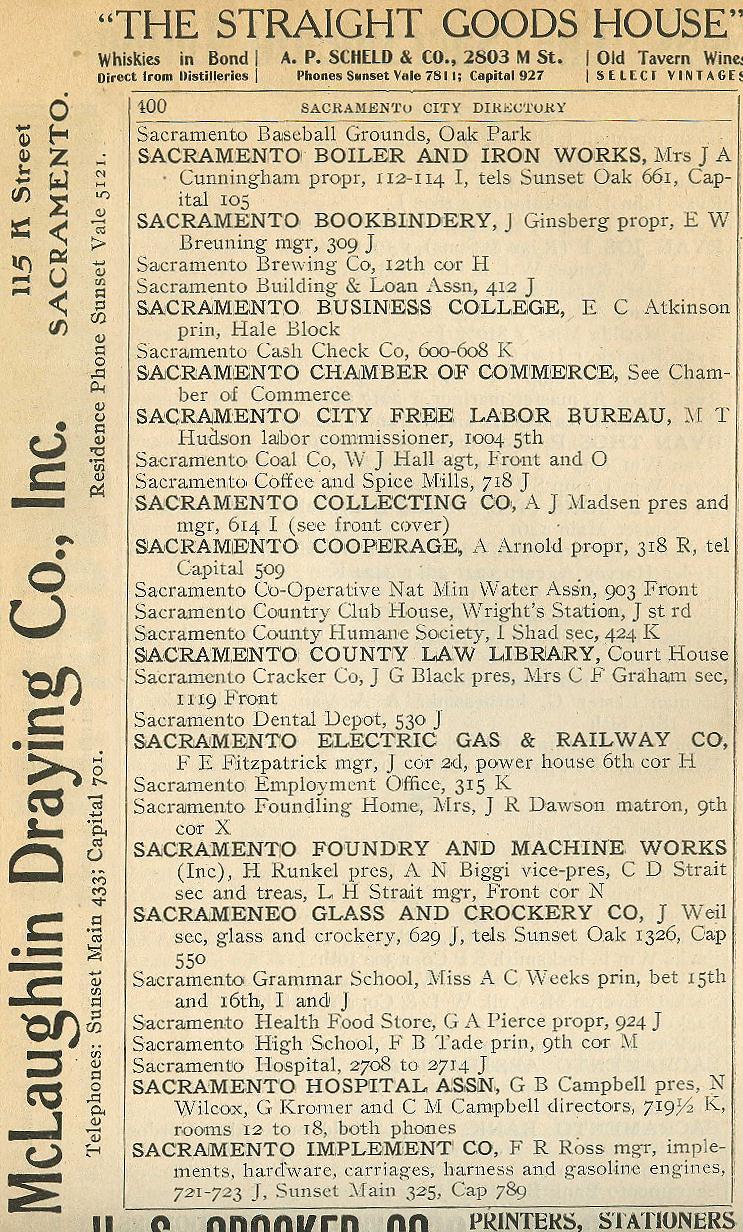 “THE STRAIGHT GOODS HOUSE”
Whiskies in Bond
Direct from Distilleries
A. P. SCHELD & CO., 2803 M St.
Phones Sunset Vale 7811; Capital 927
Old Tavern Wines
SELECT VINTAGES
400 SACRAMENTO CITY DIRECTORY
Sacramento Baseball Grounds, Oak Park
SACRAMENTO BOILER AND IRON WORKS, Mrs J A
Cunningham propr, 112-114 I, tels Sunset Oak 661, Cap-
ital 105
SACRAMENTO BOOKBINDERY, J Ginsberg propr, E W
Breuning mgr, 309 J
Sacramento Brewing Co, 12th cor H
Sacramento Building & Loan Assn, 412 J
SACRAMENTO BUSINESS COLLEGE, E C Atkinson
prin, Hale Block
Sacramento Cash Check Co, 600-608 K
SACRAMENTO CHAMBER OF COMMERCE, See Cham-
ber of Commerce
SACRAMENTO CITY FREE LABOR BUREAU, M T
Hudson labor commissioner, 1004 5th
Sacramento Coal Co, W J Hall agt, Front and O
Sacramento Coffee and Spice Mills, 718 J
SACRAMENTO COLLECTING CO, A J Madsen pres and
mgr, 614 I (see front cover)
SACRAMENTO COOPERAGE, A Arnold propr, 318 R, tel
Capital 509
Sacramento Co-Operative Nat Min Water Assn, 903 Front
Sacramento Country Club House, Wright's Station, J st rd
Sacramento County Humane Society, I Shad sec, 424 K
SACRAMENTO COUNTY LAW LIBRARY, Court House
Sacramento Cracker Co, J G Black pres, Mrs C F Graham sec,
1119 Front
Sacramento Dental Depot, 530 J
SACRAMENTO ELECTRIC GAS & RAILWAY CO,
F E Fitzpatrick mgr, J cor 2d, power house 6th cor H
Sacramento Employment Office, 315 K
Sacramento Foundling Home, Mrs, J R Dawson matron, 9th
cor X
SACRAMENTO FOUNDRY AND MACHINE WORKS
(Inc), H Runkel pres, A N Biggi vice-pres, C D Strait
sec and treas, L H Strait mgr, Front cor N
SACRAMENEO GLASS AND CROCKERY CO, J Weil
sec, glass and crockery, 629 J, tels Sunset Oak 1326, Cap
550
Sacramento Grammar School, Miss A C Weeks prin, bet 15th
and 16th, I and J
Sacramento Health Food Store, G A Pierce propr, 924 J
Sacramento High School, F B Tade prin, 9th cor M
Sacramento Hospital, 2708 to 2714 J
SACRAMENTO HOSPITAL ASSN, G B Campbell pres, N
Wilcox, G Kromer and C M Campbell directors, 719½ K,
rooms 12 to 18, both phones
SACRAMENTO IMPLEMENT CO, F R Ross mgr, imple-
ments, hardware, carriages, harness and gasoline engines,
721-723 J, Sunset Main 325, Cap 789
McLaughlin Draying Co., Inc.
115 K Street
SACRAMENTO.
Telephones: Sunset Main 433; Capital 701.
Residence Phone Sunset Vale 5121.
PRINTERS, STATIONERS